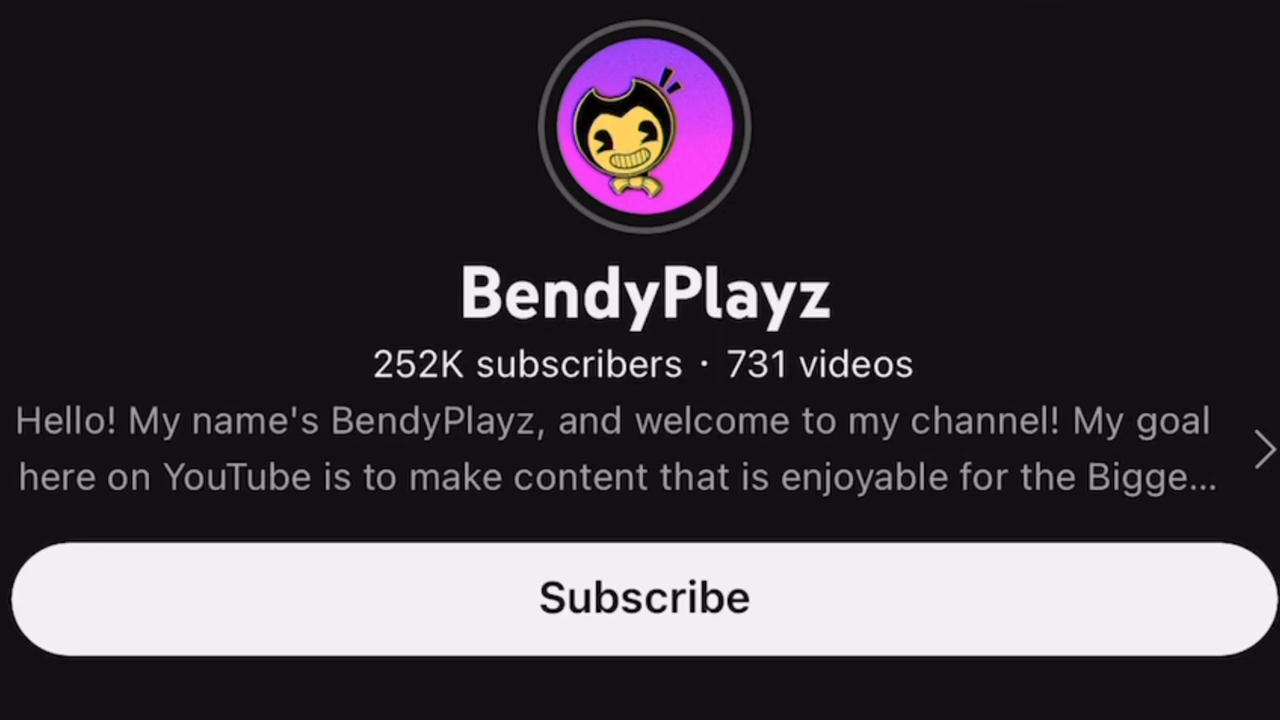 BendyPlayz
252K subscribers · 731 videos
Hello! My name's BendyPlayz, and welcome to my channel! My goal
here on YouTube is to make content that is enjoyable for the Bigge...
Subscribe